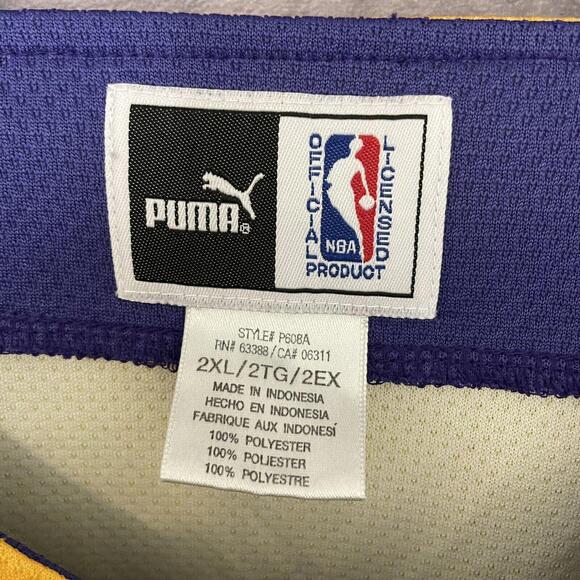 PUMA®
OFFICIAL
LICENSED
NBA
PRODUCT
STYLE# P608A
RN# 63388 / CA# 06311
2XL/2TG/2EX
MADE IN INDONESIA
HECHO EN INDONESIA
FABRIQUE AUX INDONESÍ
100% POLYESTER
100% POLIESTER
100% POLYESTRE